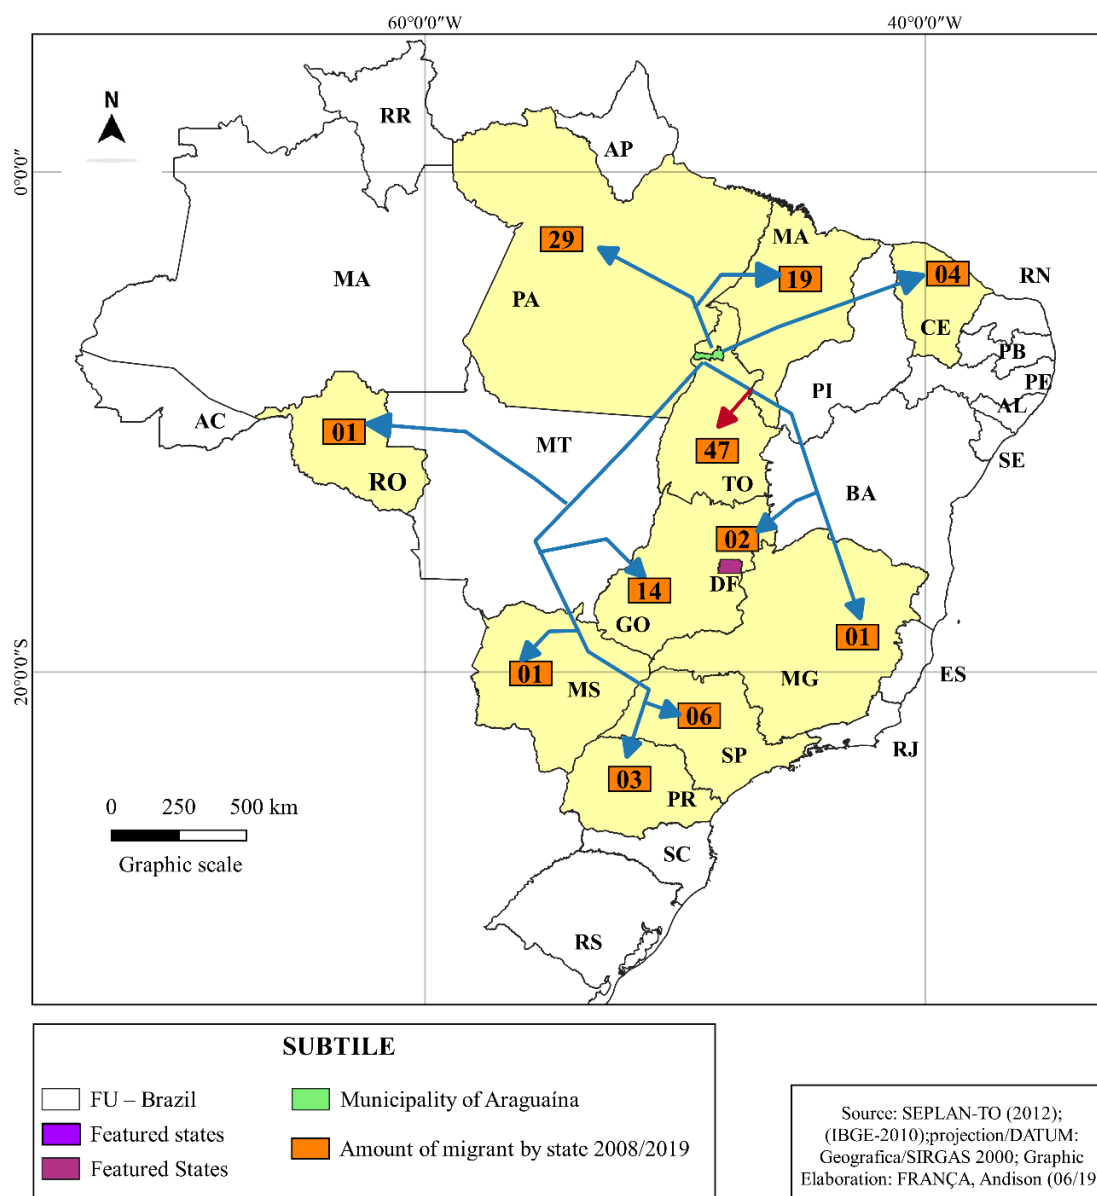 60°0'0"W
40°0'0"W
N
RR
AP
0°0'0"
29
MA
19
04
RN
MA
PA
CE
PB
PE
PI
AL
AC
01
MT
47
SE
RO
TO
BA
02
DF
14
GO
01
20°0'0"S
01
MS
MG
ES
06
SP
RJ
03
PR
0 250 500 km
Graphic scale
SC
RS
SUBTILE
FU – Brazil
Featured states
Featured States
Municipality of Araguaína
Amount of migrant by state 2008/2019
Source: SEPLAN-TO (2012);
(IBGE-2010);projection/DATUM:
Geografica/SIRGAS 2000; Graphic
Elaboration: FRANÇA, Andison (06/19